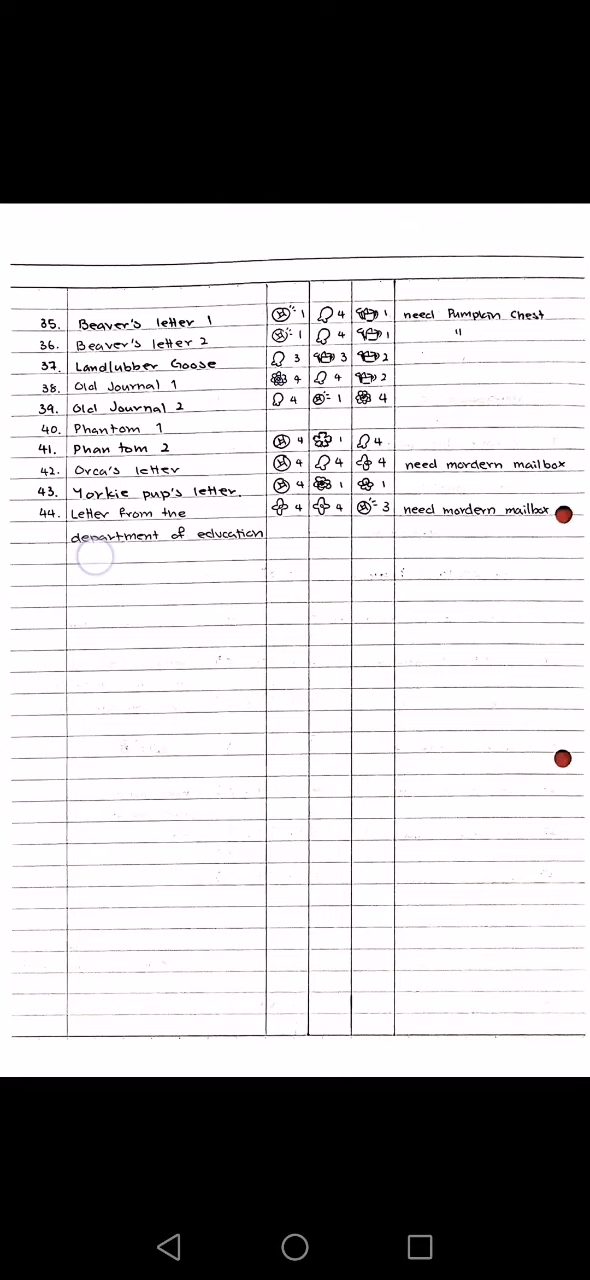 35. Beaver's letter 1 1 4 1 need Pumpkin Chest
36. Beaver's letter 2 1 4 1 "
37. Landlubber Goose 3 3 2
38. Old Journal 1 4 4 2
39. Old Journal 2 4 1 4
40. Phantom 1
41. Phantom 2 4 1 4
42. Orca's letter 4 4 4 need mordern mailbox
43. Yorkie pup's letter. 4 1 1
44. Letter from the 4 4 3 need mordern mailbox
department of education